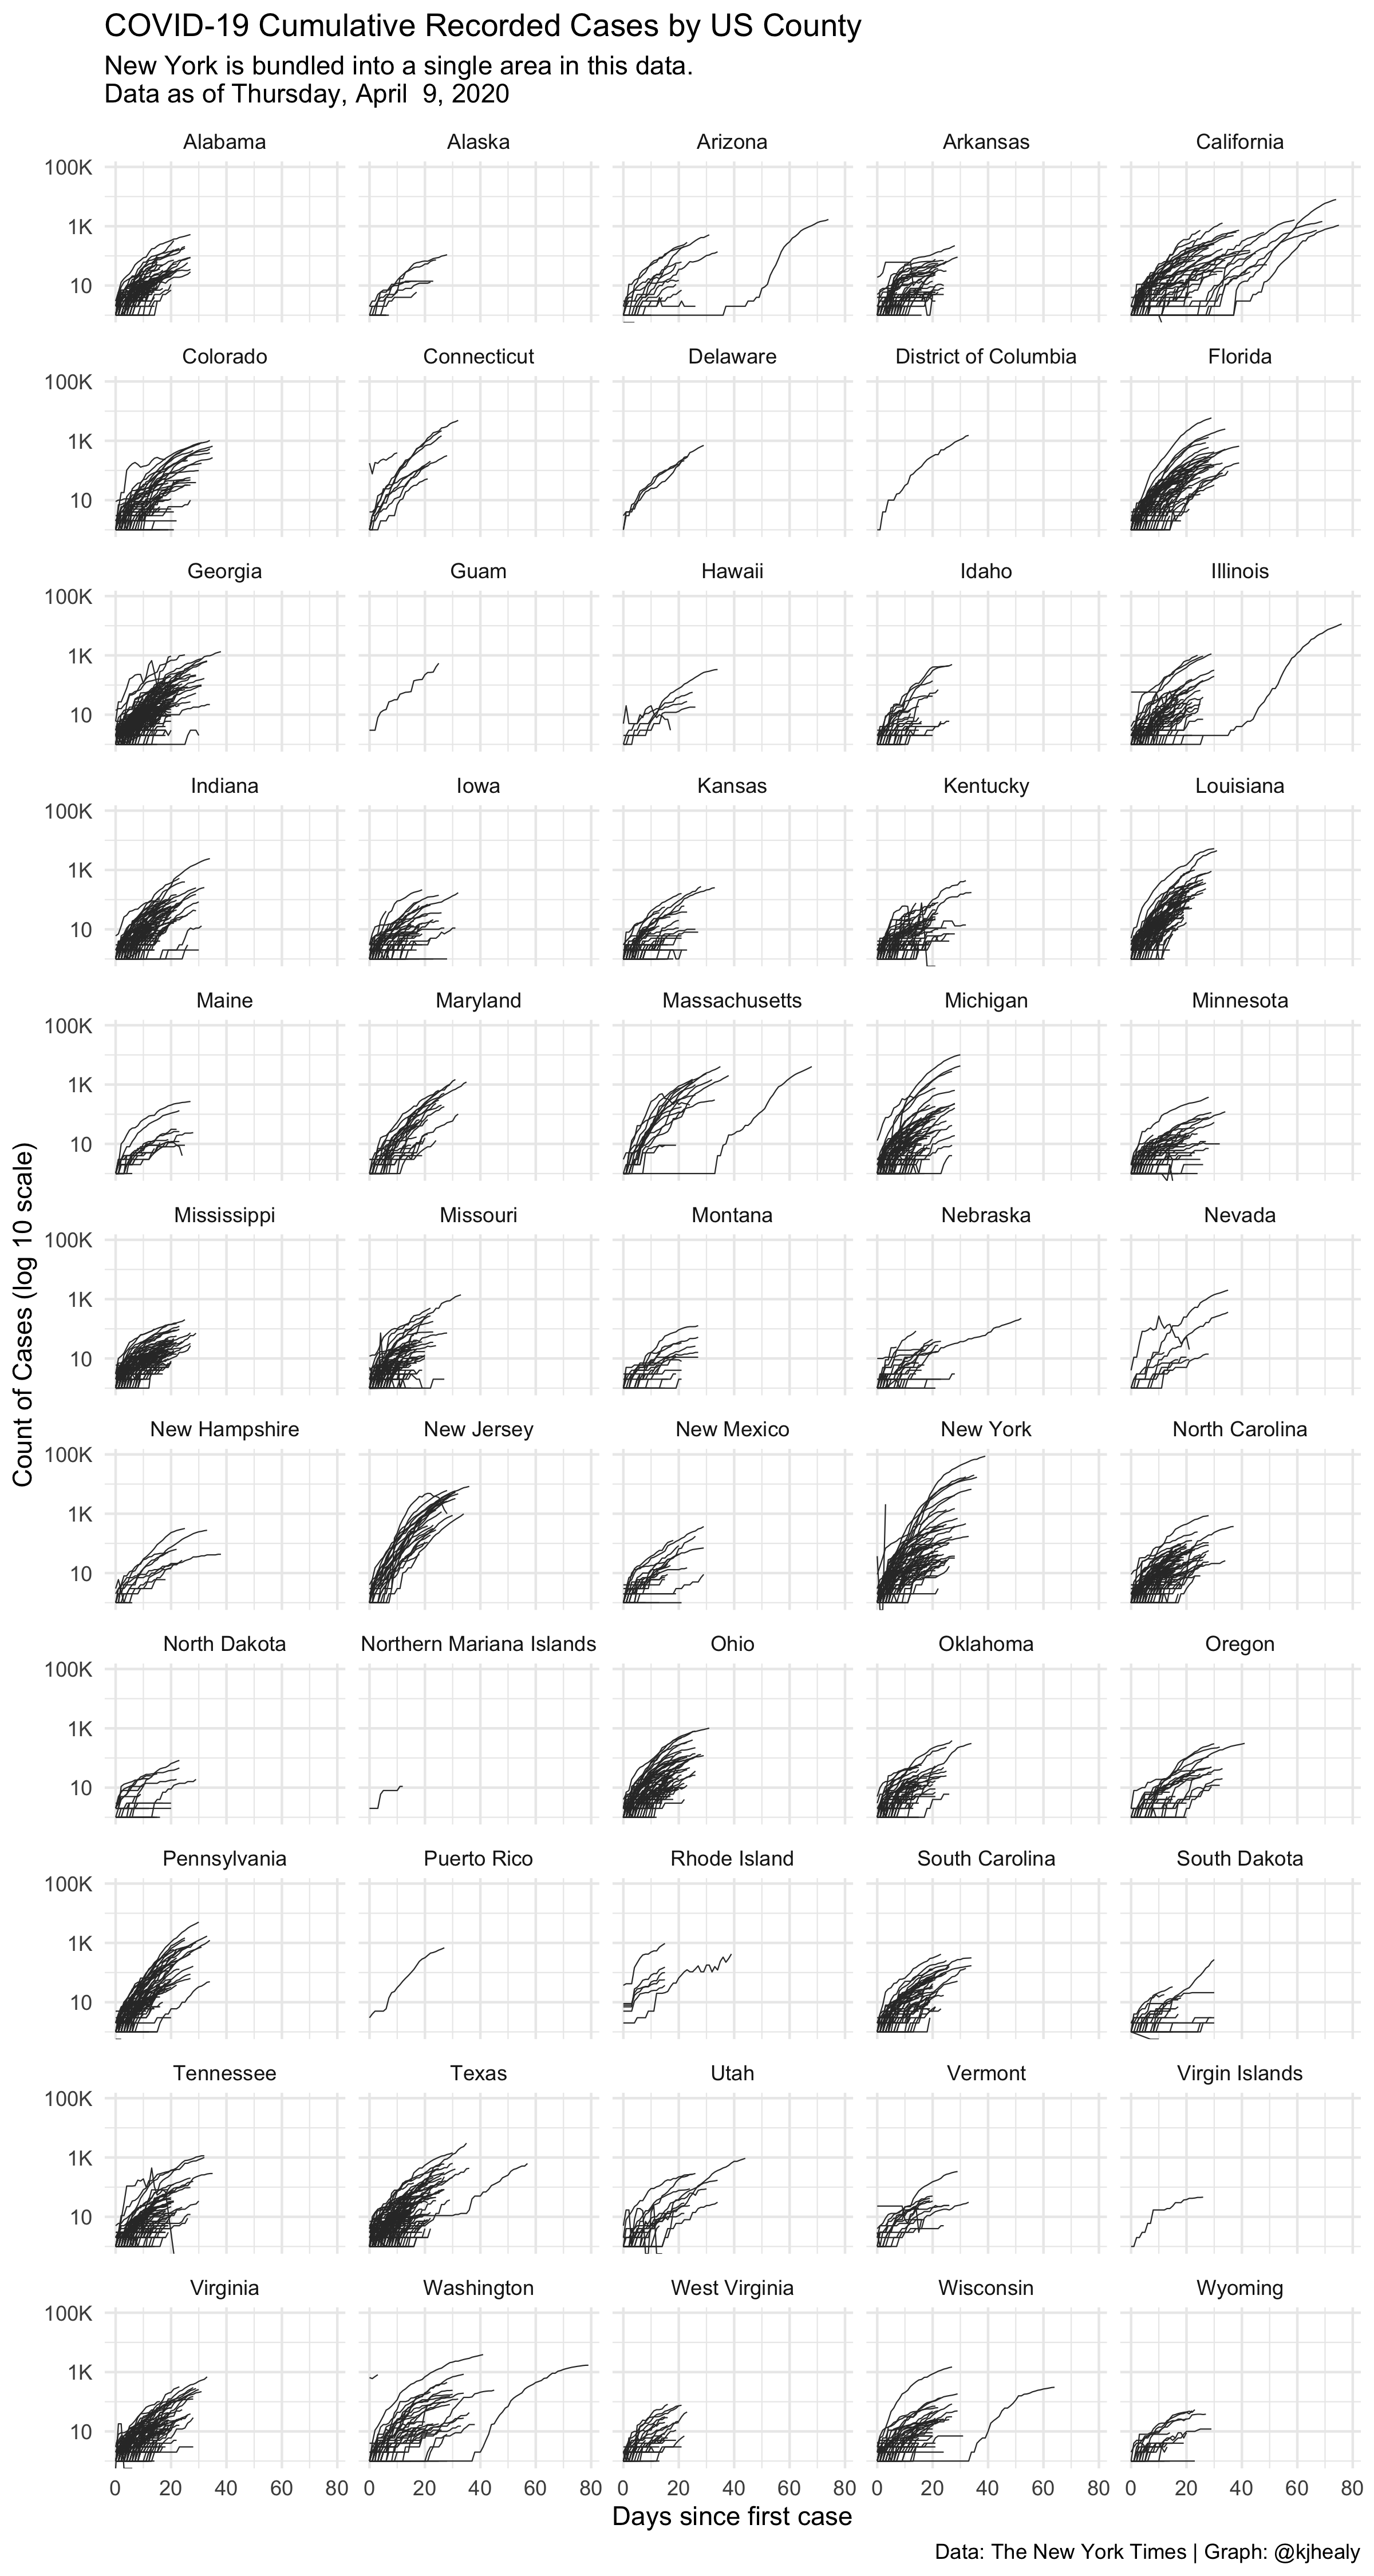 COVID-19 Cumulative Recorded Cases by US County
New York is bundled into a single area in this data.
Data as of Thursday, April  9, 2020
Alabama Alaska Arizona Arkansas California
100K
1K
10
Colorado Connecticut Delaware District of Columbia Florida
100K
1K
10
Georgia Guam Hawaii Idaho Illinois
100K
1K
10
Indiana Iowa Kansas Kentucky Louisiana
100K
1K
10
Maine Maryland Massachusetts Michigan Minnesota
100K
1K
10
Mississippi Missouri Montana Nebraska Nevada
100K
1K
10
New Hampshire New Jersey New Mexico New York North Carolina
100K
1K
10
North Dakota Northern Mariana Islands Ohio Oklahoma Oregon
100K
1K
10
Pennsylvania Puerto Rico Rhode Island South Carolina South Dakota
100K
1K
10
Tennessee Texas Utah Vermont Virgin Islands
100K
1K
10
Virginia Washington West Virginia Wisconsin Wyoming
100K
1K
10
0 20 40 60 80 0 20 40 60 80 0 20 40 60 80 0 20 40 60 80 0 20 40 60 80
Count of Cases (log 10 scale)
Days since first case
Data: The New York Times | Graph: @kjhealy